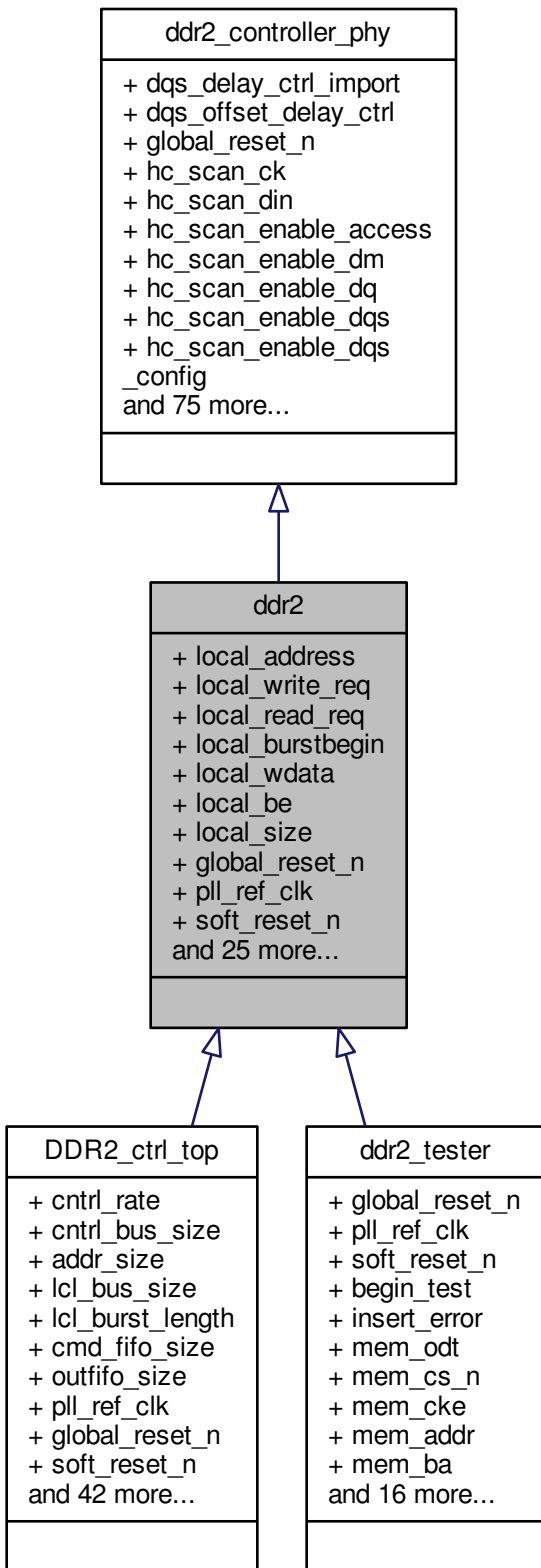 ddr2_controller_phy
+ dqs_delay_ctrl_import
+ dqs_offset_delay_ctrl
+ global_reset_n
+ hc_scan_ck
+ hc_scan_din
+ hc_scan_enable_access
+ hc_scan_enable_dm
+ hc_scan_enable_dq
+ hc_scan_enable_dqs
+ hc_scan_enable_dqs
_config
and 75 more...
ddr2
+ local_address
+ local_write_req
+ local_read_req
+ local_burstbegin
+ local_wdata
+ local_be
+ local_size
+ global_reset_n
+ pll_ref_clk
+ soft_reset_n
and 25 more...
DDR2_ctrl_top
+ cntrl_rate
+ cntrl_bus_size
+ addr_size
+ lcl_bus_size
+ lcl_burst_length
+ cmd_fifo_size
+ outfifo_size
+ pll_ref_clk
+ global_reset_n
+ soft_reset_n
and 42 more...
ddr2_tester
+ global_reset_n
+ pll_ref_clk
+ soft_reset_n
+ begin_test
+ insert_error
+ mem_odt
+ mem_cs_n
+ mem_cke
+ mem_addr
+ mem_ba
and 16 more...